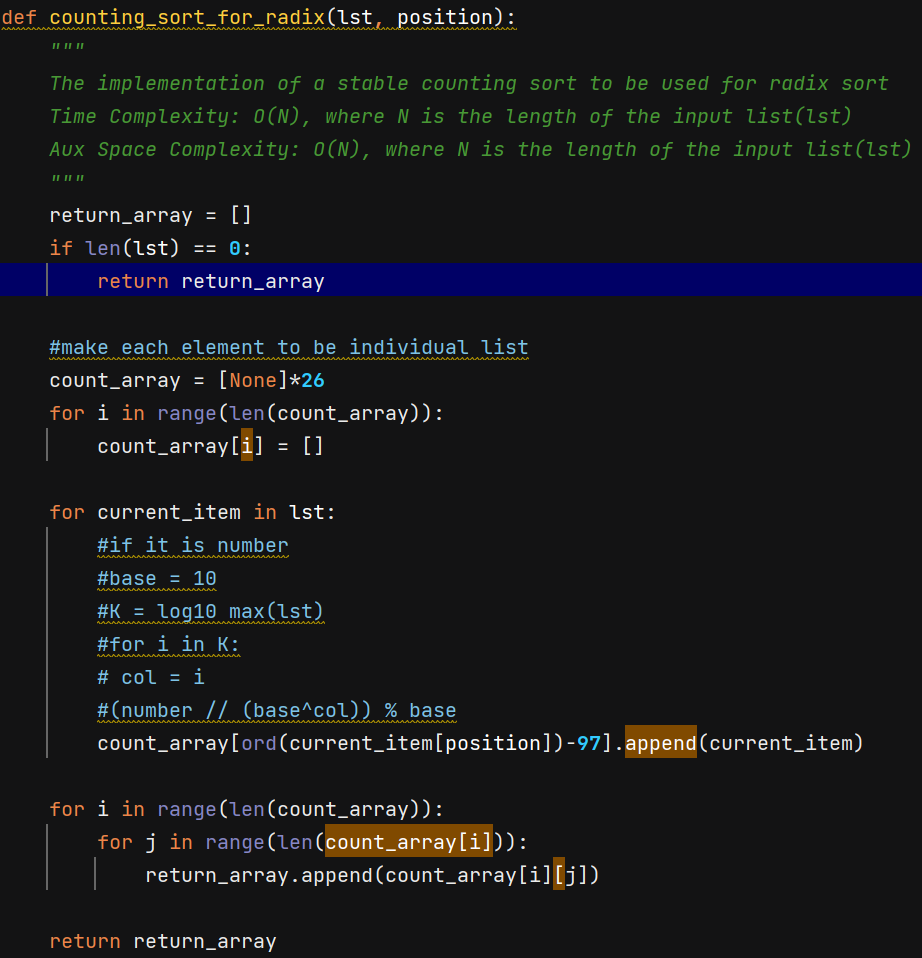 def counting_sort_for_radix(lst, position):
    """
    The implementation of a stable counting sort to be used for radix sort
    Time Complexity: O(N), where N is the length of the input list(lst)
    Aux Space Complexity: O(N), where N is the length of the input list(lst)
    """
    return_array = []
    if len(lst) == 0:
        return return_array
    #make each element to be individual list
    count_array = [None]*26
    for i in range(len(count_array)):
        count_array[i] = []
    for current_item in lst:
        #if it is number
        #base = 10
        #K = log10 max(lst)
        #for i in K:
        # col = i
        #(number // (base^col)) % base
        count_array[ord(current_item[position])-97].append(current_item)
    for i in range(len(count_array)):
        for j in range(len(count_array[i])):
            return_array.append(count_array[i][j])
    return return_array